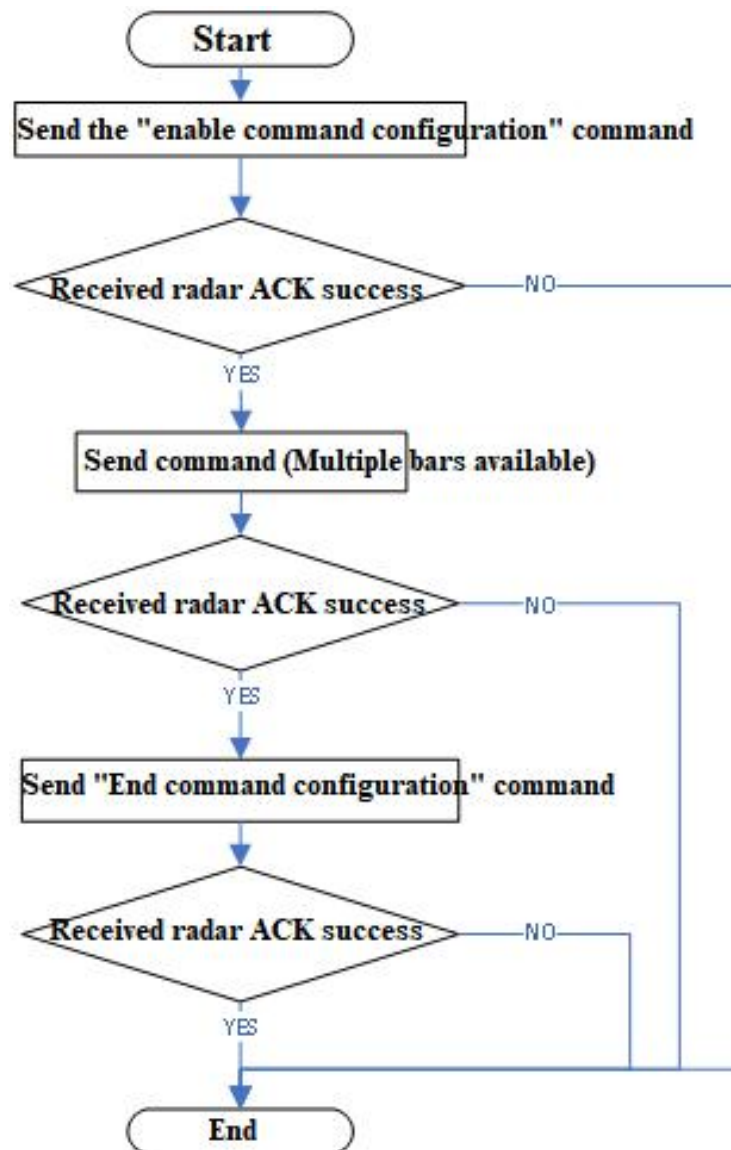 Start
Send the "enable command configuration" command
Received radar ACK success
NO
YES
Send command (Multiple bars available)
Received radar ACK success
NO
YES
Send "End command configuration" command
Received radar ACK success
NO
YES
End